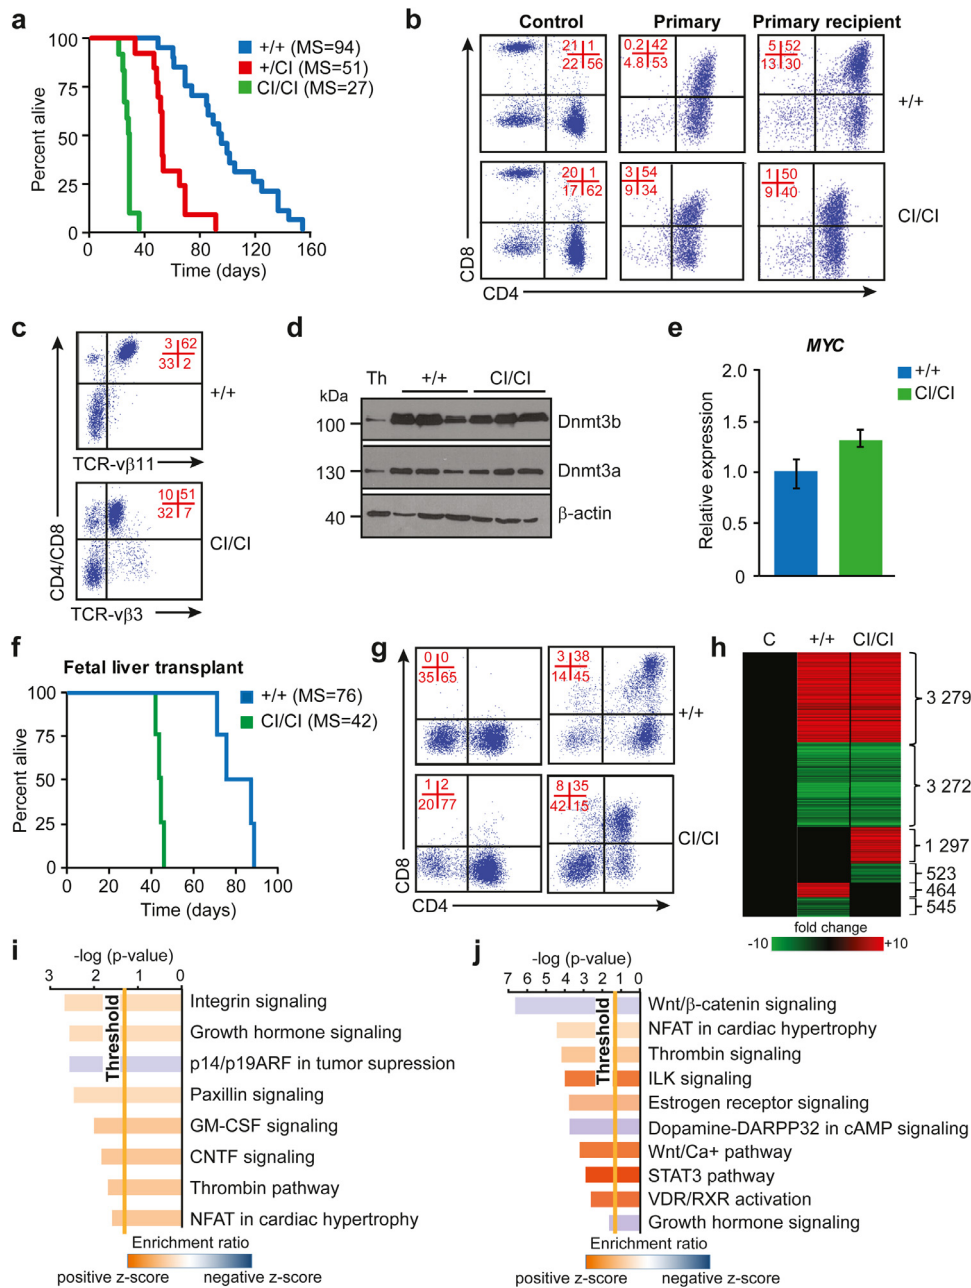 a
100
75
50
25
0
Percent alive
0 40 80 120 160
Time (days)
+/+ (MS=94)
+/CI (MS=51)
CI/CI (MS=27)
b
Control Primary Primary recipient
21 1
22 56
0.2 42
4.8 53
5 52
13 30
+/+
20 1
17 62
3 54
9 34
1 50
9 40
CI/CI
CD8
CD4
c
3 62
33 2
+/+
TCR-vβ11
10 51
32 7
CI/CI
CD4/CD8
TCR-vβ3
d
Th +/+ CI/CI
kDa
100 Dnmt3b
130 Dnmt3a
40 β-actin
e
MYC
2.0
1.5
1.0
0.5
0
Relative expression
+/+
CI/CI
f
Fetal liver transplant
100
75
50
25
0
Percent alive
0 20 40 60 80 100
Time (days)
+/+ (MS=76)
CI/CI (MS=42)
g
0 0
35 65
3 38
14 45
+/+
1 2
20 77
8 35
42 15
CI/CI
CD8
CD4
h
C +/+ CI/CI
3 279
3 272
1 297
523
464
545
fold change
-10 +10
i
-log (p-value)
3 2 1 0
Threshold
Integrin signaling
Growth hormone signaling
p14/p19ARF in tumor supression
Paxillin signaling
GM-CSF signaling
CNTF signaling
Thrombin pathway
NFAT in cardiac hypertrophy
Enrichment ratio
positive z-score negative z-score
j
-log (p-value)
7 6 5 4 3 2 1 0
Threshold
Wnt/β-catenin signaling
NFAT in cardiac hypertrophy
Thrombin signaling
ILK signaling
Estrogen receptor signaling
Dopamine-DARPP32 in cAMP signaling
Wnt/Ca+ pathway
STAT3 pathway
VDR/RXR activation
Growth hormone signaling
Enrichment ratio
positive z-score negative z-score